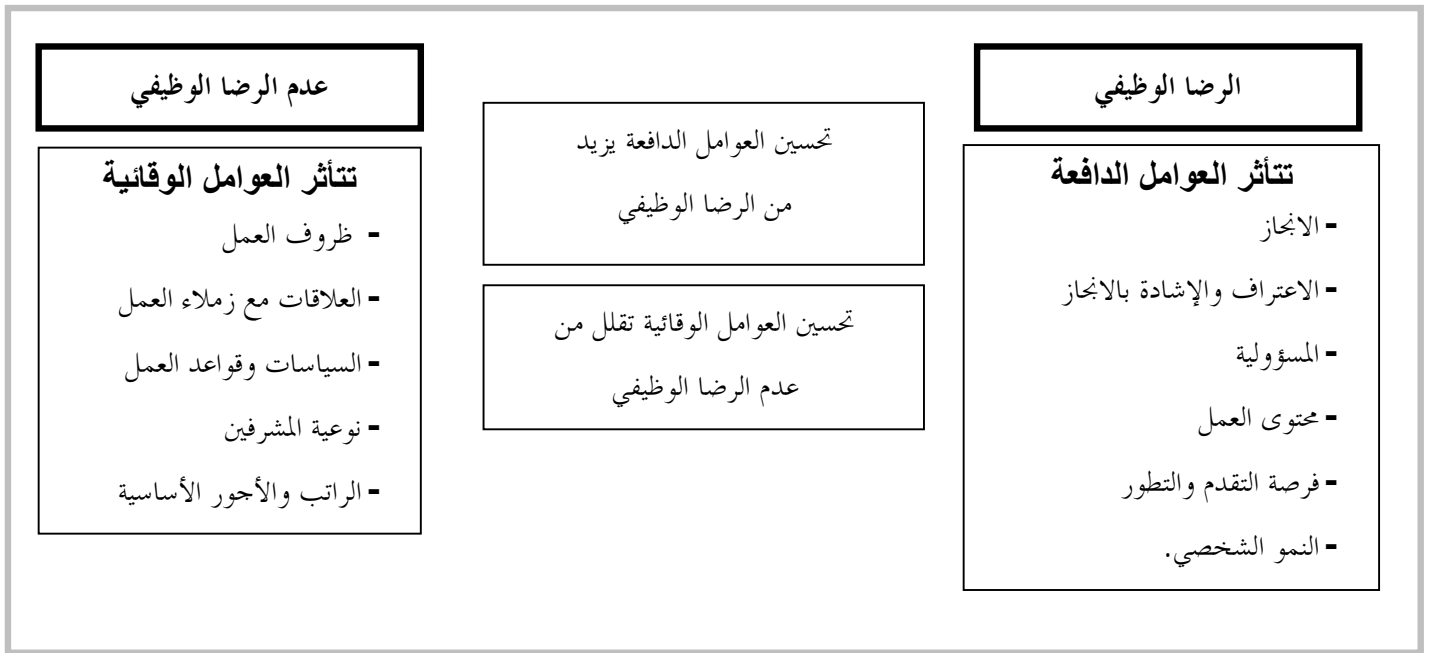 الرضا الوظيفي
تتأثر العوامل الدافعة
- الانجاز
- الاعتراف والإشادة بالانجاز
- المسؤولية
- محتوى العمل
- فرصة التقدم والتطور
- النمو الشخصي.
تحسين العوامل الدافعة يزيد
من الرضا الوظيفي
تحسين العوامل الوقائية تقلل من
عدم الرضا الوظيفي
عدم الرضا الوظيفي
تتأثر العوامل الوقائية
- ظروف العمل
- العلاقات مع زملاء العمل
- السياسات وقواعد العمل
- نوعية المشرفين
- الراتب والأجور الأساسية